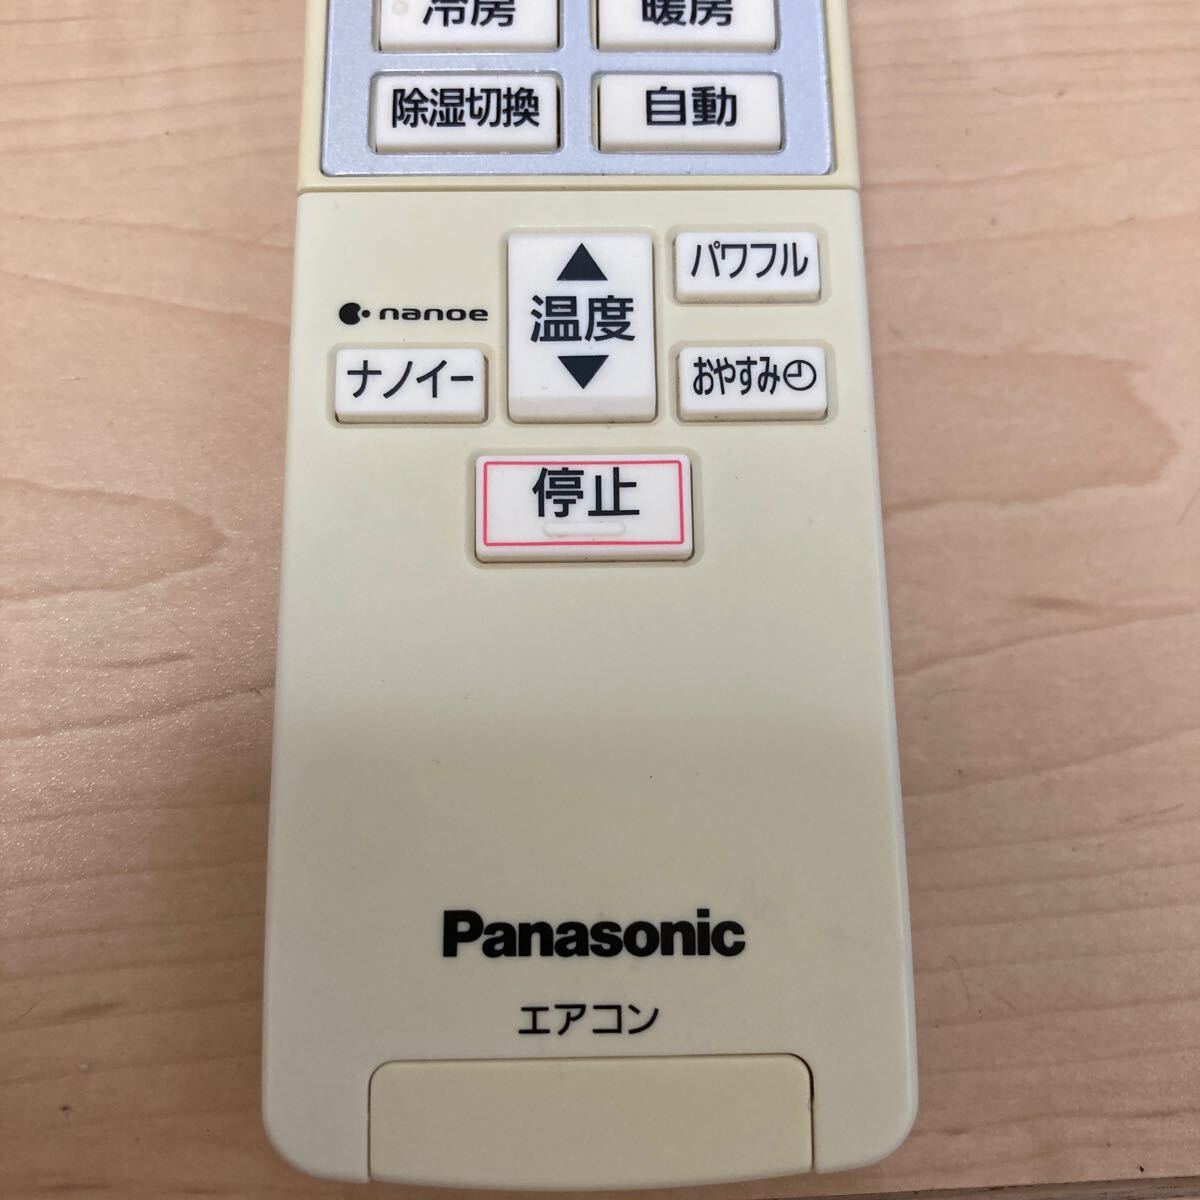 冷房 暖房
除湿切換 自動
パワフル
nanoe
温度
ナノイー おやすみ
停止
Panasonic
エアコン